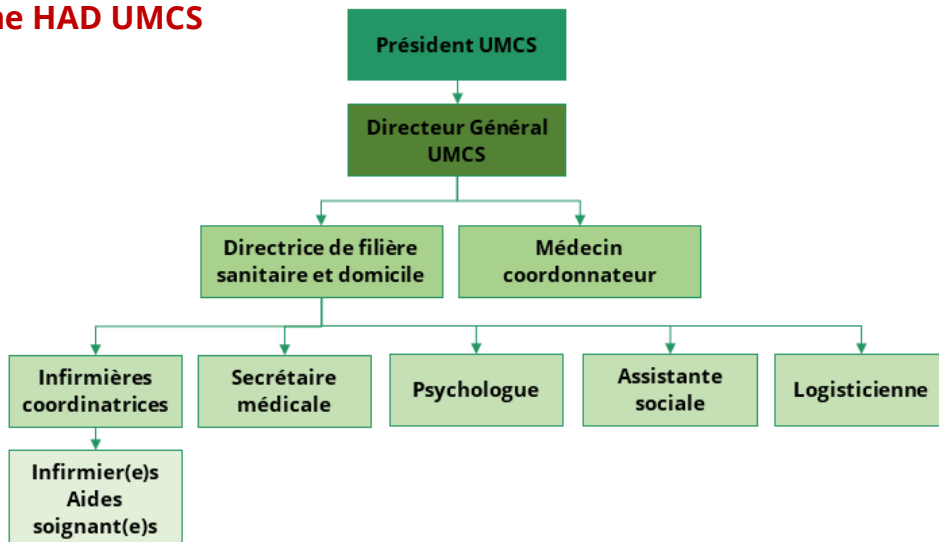 ne HAD UMCS
Président UMCS
Directeur Général
UMCS
Directrice de filière
sanitaire et domicile
Médecin
coordonnateur
Infirmières
coordinatrices
Secrétaire
médicale
Psychologue
Assistante
sociale
Logisticienne
Infirmier(e)s
Aides
soignant(e)s